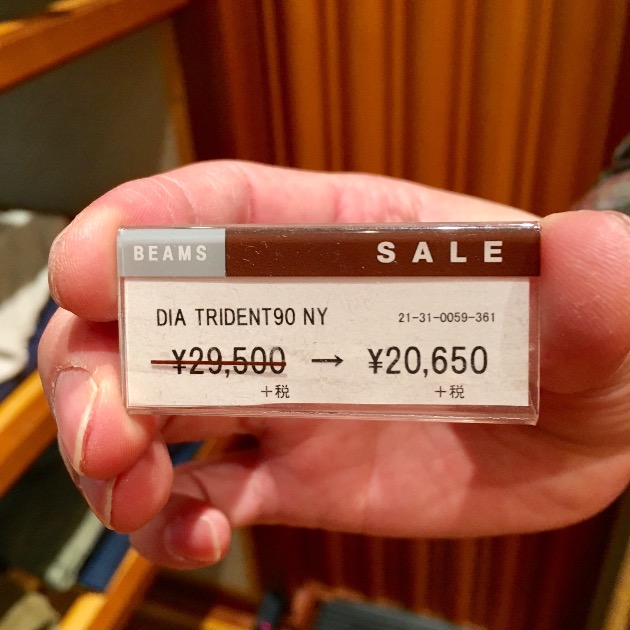 BEAMS SALE
DIA TRIDENT90 NY 21-31-0059-361
¥29,500 → ¥20,650
+税 +税